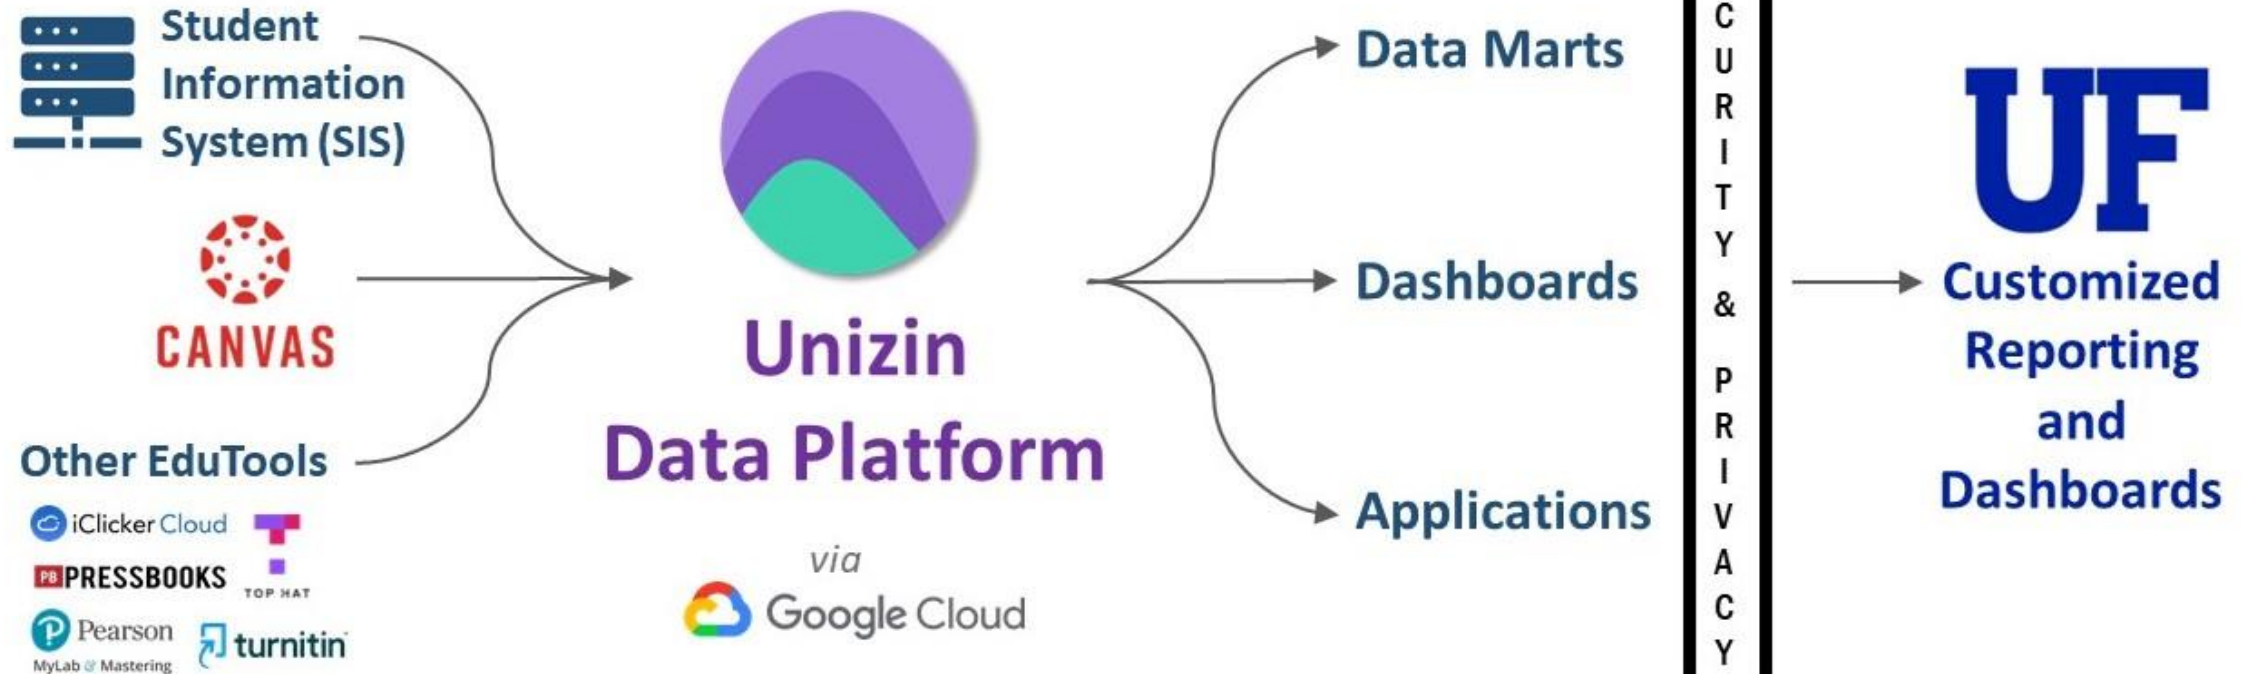 Student
Information
System (SIS)
CANVAS
Other EduTools
iClicker Cloud
TOP HAT
PB PRESSBOOKS
P Pearson
MyLab & Mastering
turnitin
Unizin
Data Platform
via
Google Cloud
Data Marts
Dashboards
Applications
C
U
R
I
T
Y
&
P
R
I
V
A
C
Y
UF
Customized
Reporting
and
Dashboards